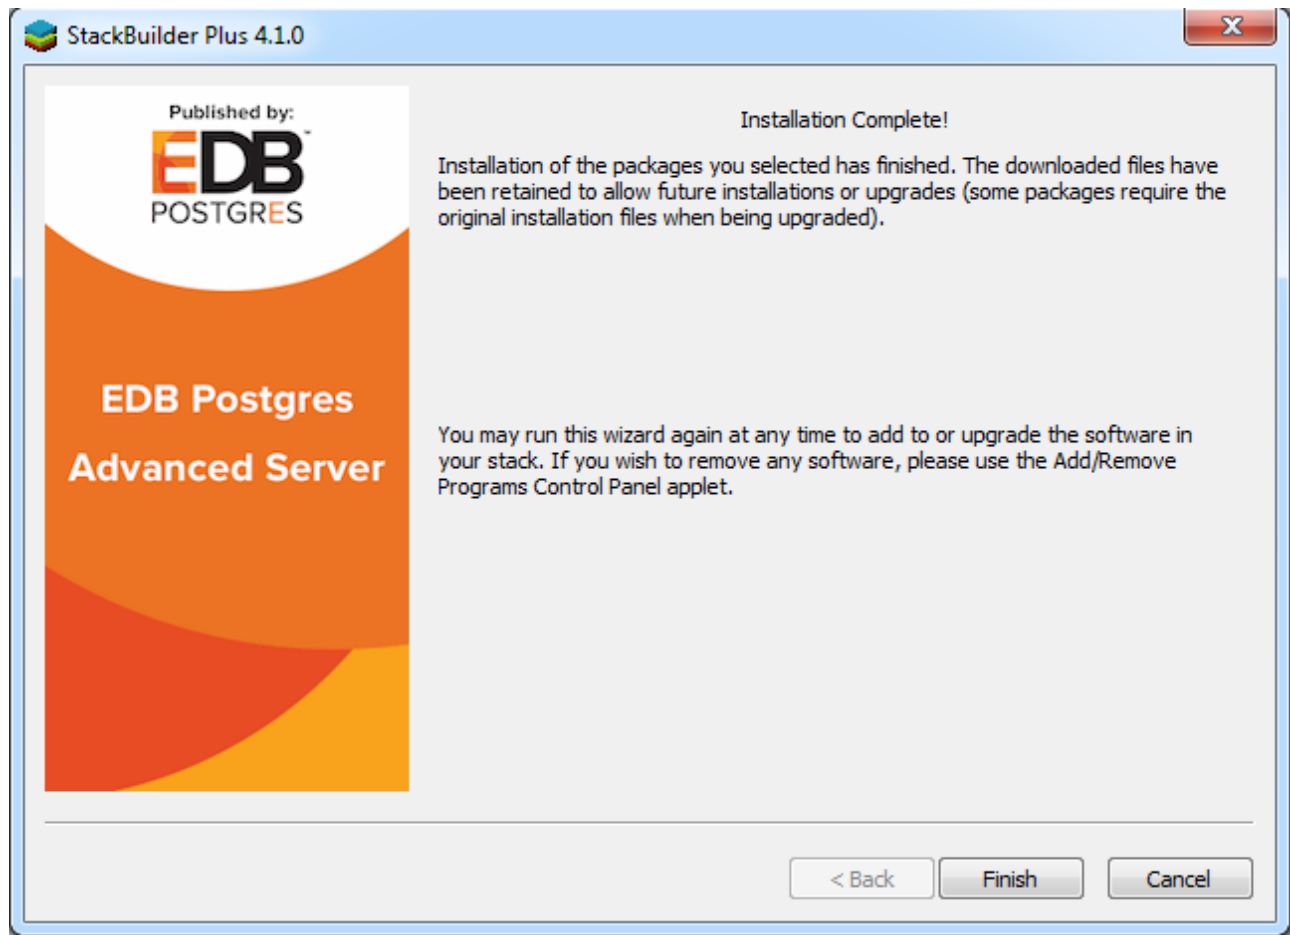 StackBuilder Plus 4.1.0
Published by:
EDB™
POSTGRES
EDB Postgres
Advanced Server
Installation Complete!
Installation of the packages you selected has finished. The downloaded files have
been retained to allow future installations or upgrades (some packages require the
original installation files when being upgraded).
You may run this wizard again at any time to add to or upgrade the software in
your stack. If you wish to remove any software, please use the Add/Remove
Programs Control Panel applet.
< Back
Finish
Cancel